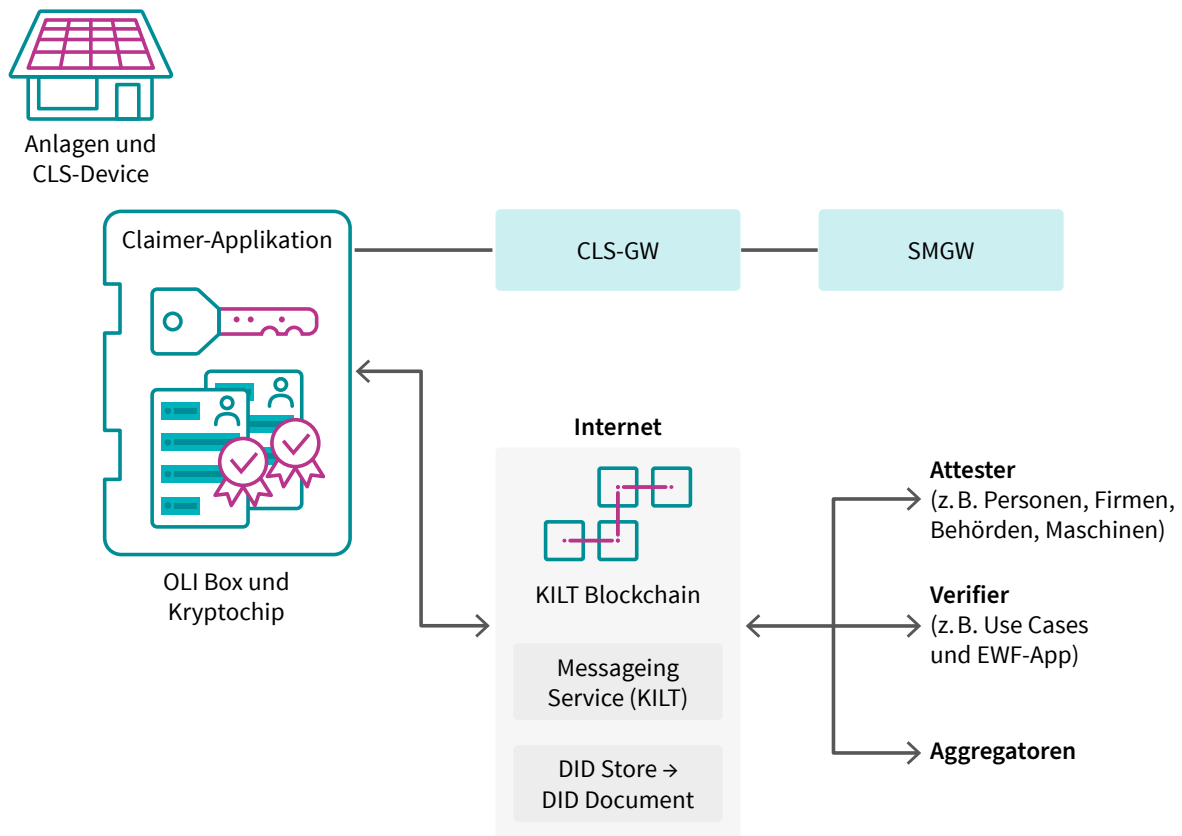 Anlagen und
CLS-Device
Claimer-Applikation
CLS-GW
SMGW
OLI Box und
Kryptochip
Internet
KILT Blockchain
Messageing
Service (KILT)
DID Store →
DID Document
Attester
(z. B. Personen, Firmen,
Behörden, Maschinen)
Verifier
(z. B. Use Cases
und EWF-App)
Aggregatoren